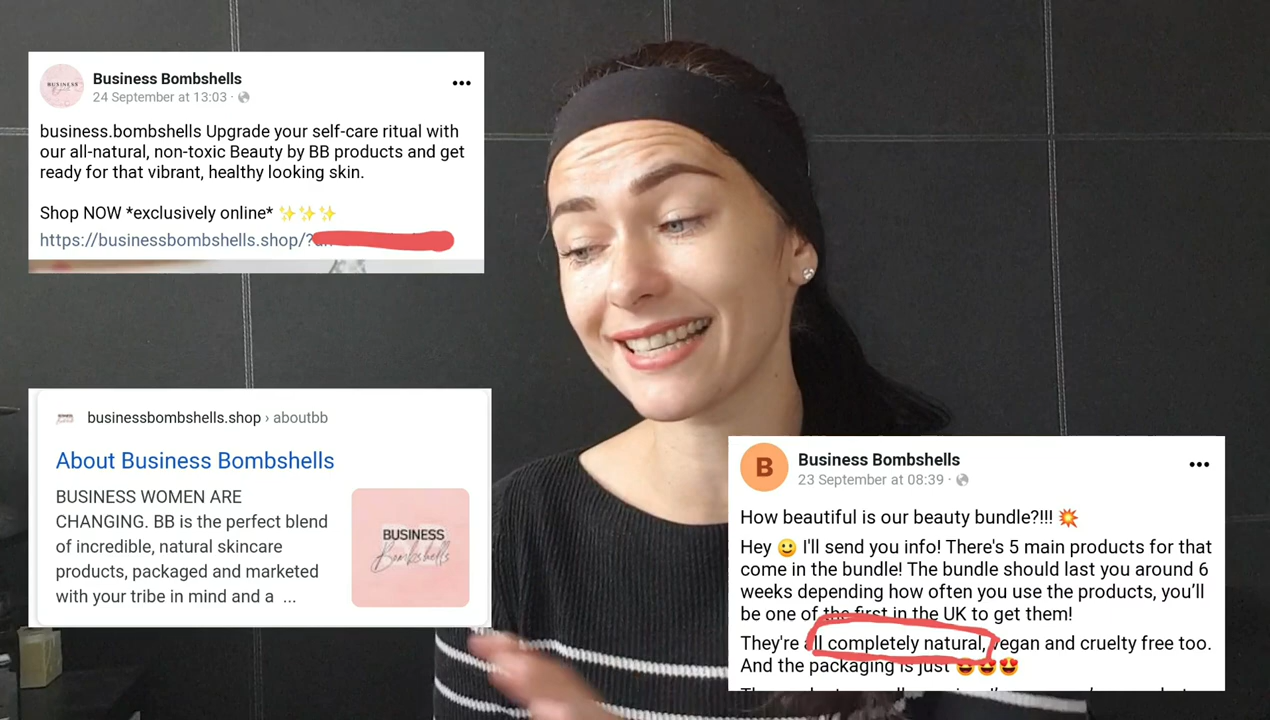 Business Bombshells
24 September at 13:03 ·
business.bombshells Upgrade your self-care ritual with
our all-natural, non-toxic Beauty by BB products and get
ready for that vibrant, healthy looking skin.
Shop NOW *exclusively online* ✨✨✨
https://businessbombshells.shop/?
businessbombshells.shop › aboutbb
About Business Bombshells
BUSINESS WOMEN ARE
CHANGING. BB is the perfect blend
of incredible, natural skincare
products, packaged and marketed
with your tribe in mind and a ...
BUSINESS
Bombshells
B
Business Bombshells
23 September at 08:39 ·
How beautiful is our beauty bundle?!!! 💥
Hey 🙂 I'll send you info! There's 5 main products for that
come in the bundle! The bundle should last you around 6
weeks depending how often you use the products, you'll
be one of the first in the UK to get them!
They're all completely natural, vegan and cruelty free too.
And the packaging is just 😍😍😍